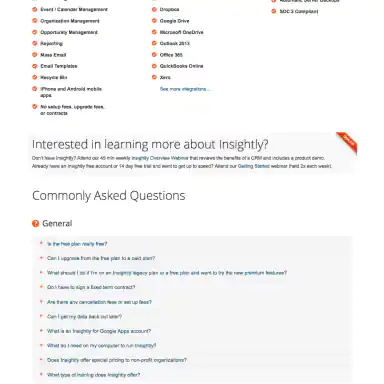 Event / Calendar Management
Organization Management
Opportunity Management
Reporting
Mass Email
Email Templates
Recycle Bin
iPhone and Android mobile
apps
No setup fees, upgrade fees,
or contracts
Dropbox
Google Drive
Microsoft OneDrive
Outlook 2013
Office 365
QuickBooks Online
Xero
See more integrations...
SOC 2 Compliant
Interested in learning more about Insightly?
Don't have Insightly? Attend our 45 min weekly Insightly Overview Webinar that reviews the benefits of a CRM and includes a product demo.
Already have an Insightly free account or 14 day free trial and want to get up to speed? Attend our Getting Started webinar (held 2x each week).
Commonly Asked Questions
General
Is the free plan really free?
Can I upgrade from the free plan to a paid plan?
What should I do if I'm on an Insightly legacy plan or a free plan and want to try the new premium features?
Do I have to sign a fixed term contract?
Are there any cancellation fees or set up fees?
Can I get my data back out later?
What is an Insightly for Google Apps account?
What do I need on my computer to run Insightly?
Does Insightly offer special pricing to non-profit organizations?
What type of training does Insightly offer?